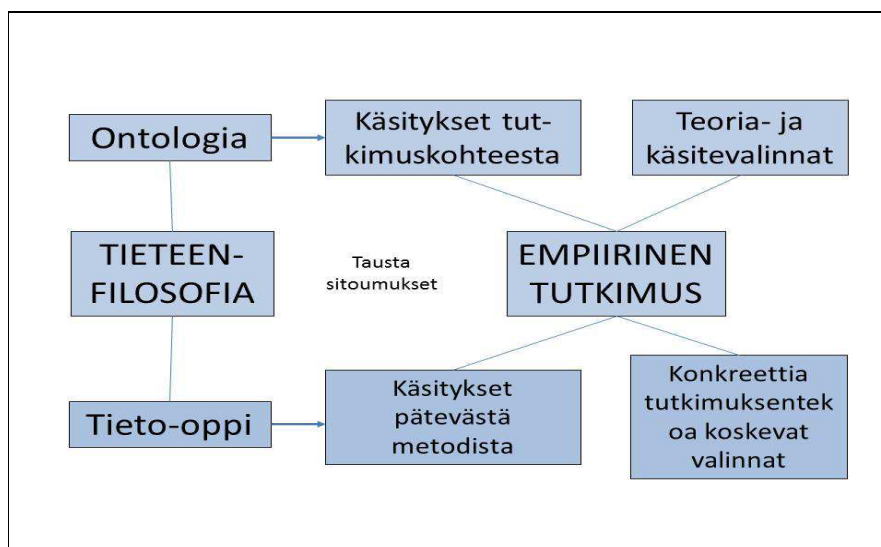 Ontologia
Käsitykset tut-
kimuskohteesta
Teoria- ja
käsitevalinnat
TIETEEN-
FILOSOFIA
Tausta
sitoumukset
EMPIIRINEN
TUTKIMUS
Tieto-oppi
Käsitykset
pätevästä
metodista
Konkreettia
tutkimuksentek
oa koskevat
valinnat